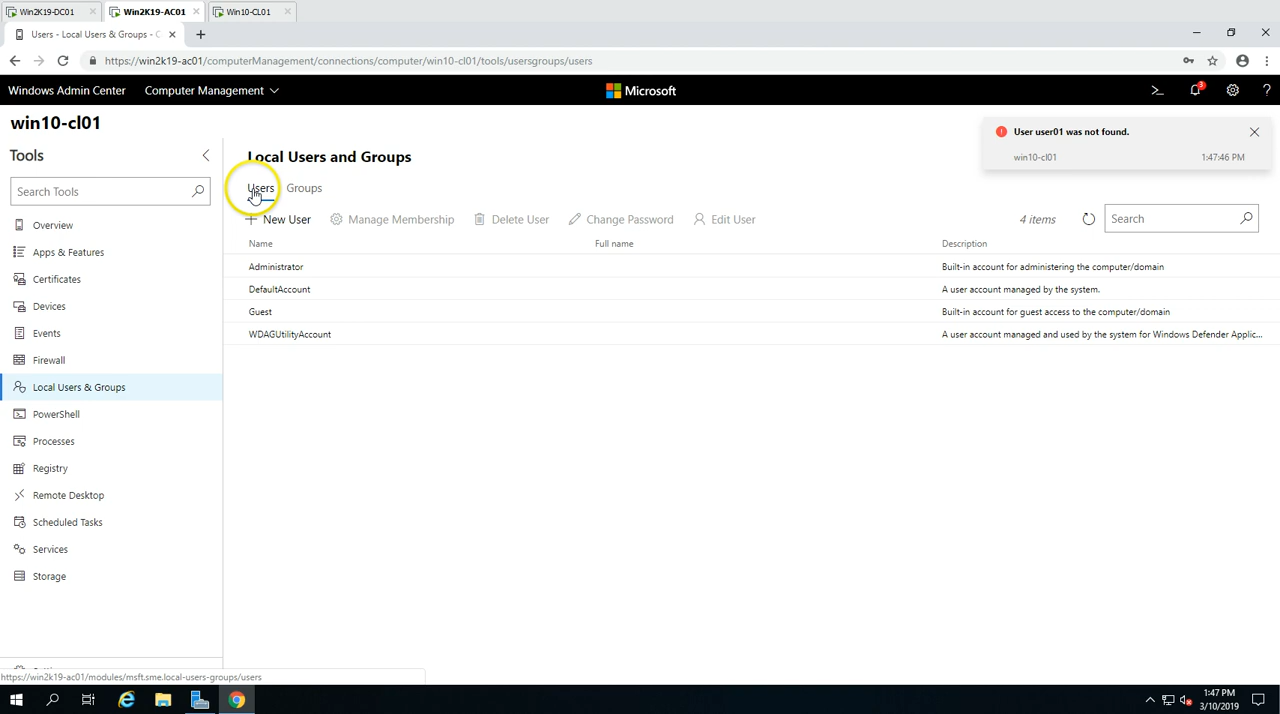 Win2K19-DC01
Win2K19-AC01
Win10-CL01
Users - Local Users & Groups - C
https://win2k19-ac01/computerManagement/connections/computer/win10-cl01/tools/usersgroups/users
Windows Admin Center
Computer Management
Microsoft
3
?
win10-cl01
User user01 was not found.
win10-cl01
1:47:46 PM
Tools
Search Tools
Overview
Apps & Features
Certificates
Devices
Events
Firewall
Local Users & Groups
PowerShell
Processes
Registry
Remote Desktop
Scheduled Tasks
Services
Storage
Local Users and Groups
Users
Groups
New User
Manage Membership
Delete User
Change Password
Edit User
4 items
Search
Name
Full name
Description
Administrator
Built-in account for administering the computer/domain
DefaultAccount
A user account managed by the system.
Guest
Built-in account for guest access to the computer/domain
WDAGUtilityAccount
A user account managed and used by the system for Windows Defender Applic...
https://win2k19-ac01/modules/msft.sme.local-users-groups/users
1:47 PM
3/10/2019